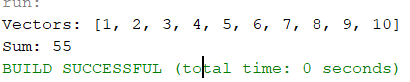 run:
Vectors: [1, 2, 3, 4, 5, 6, 7, 8, 9, 10]
Sum: 55
BUILD SUCCESSFUL (total time: 0 seconds)